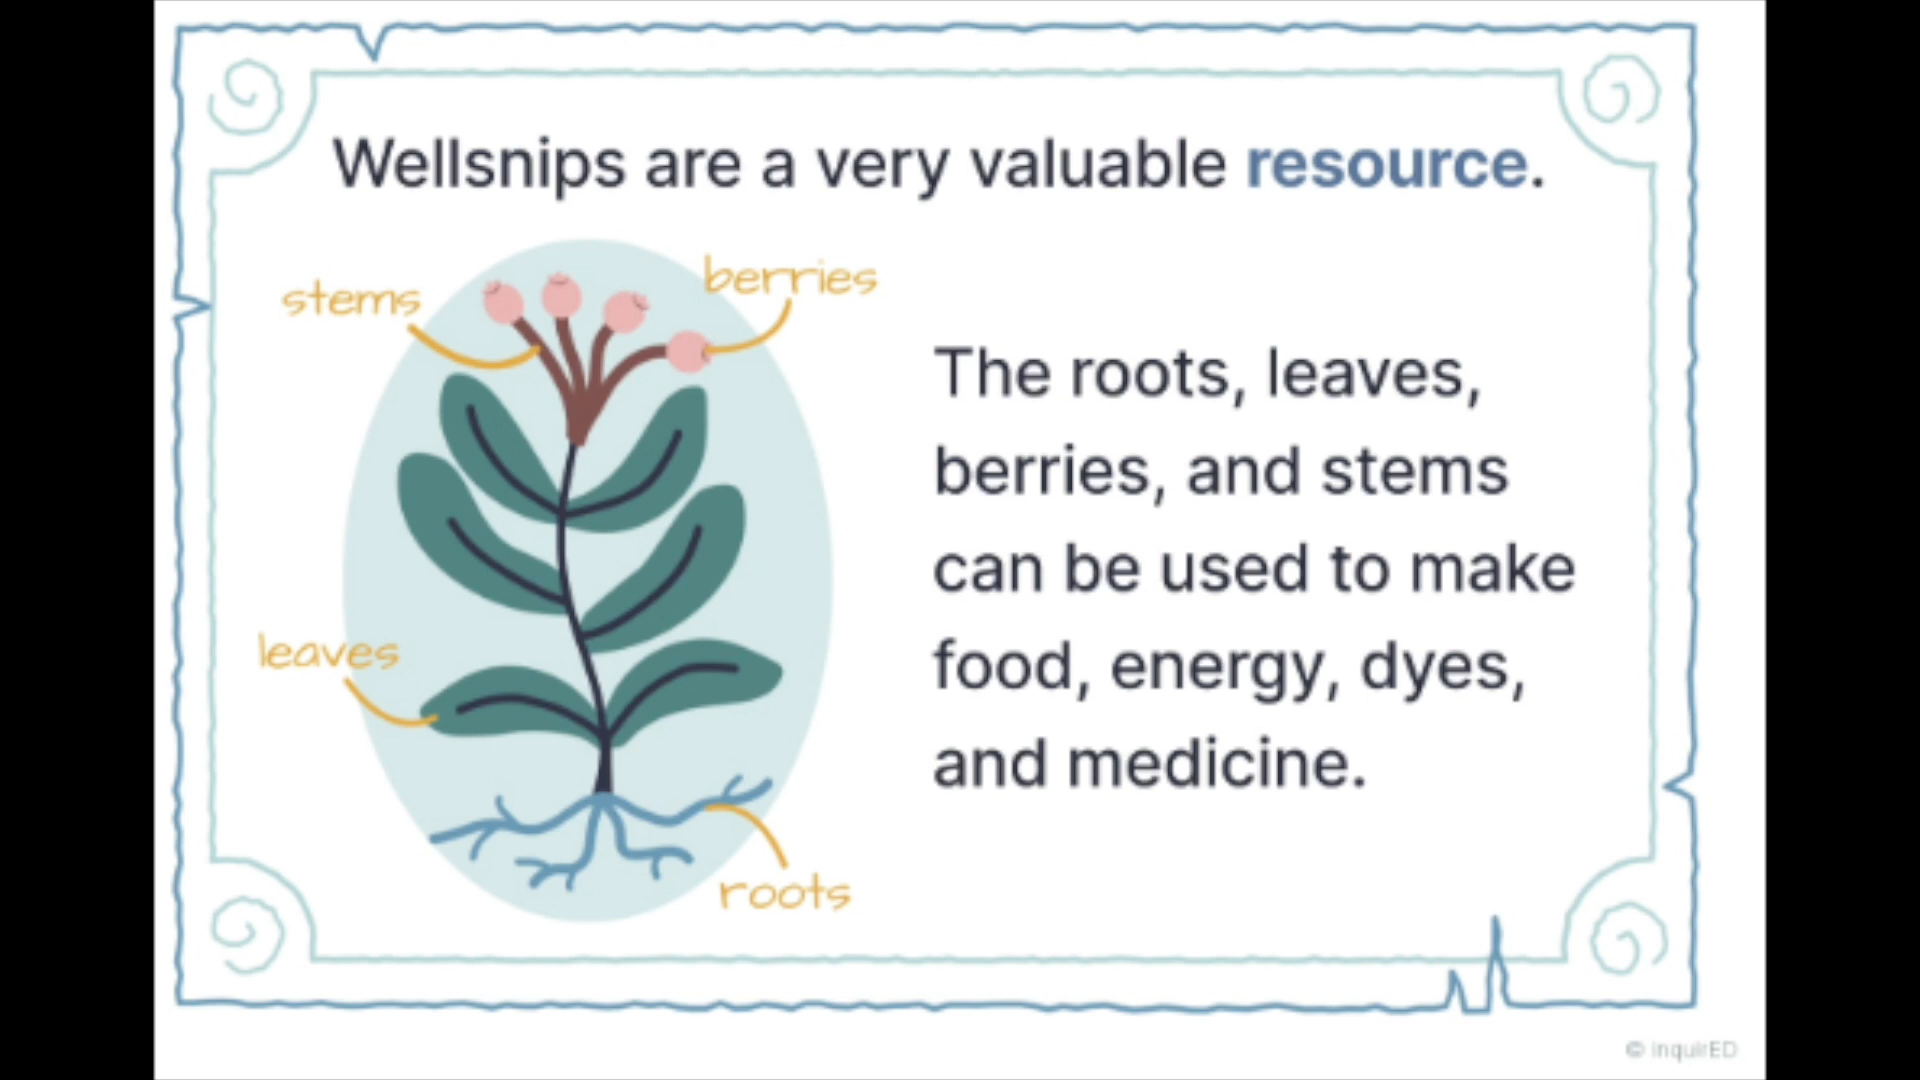 Wellsnips are a very valuable resource.
stems
berries
The roots, leaves,
berries, and stems
can be used to make
food, energy, dyes,
and medicine.
leaves
roots
© inquirED